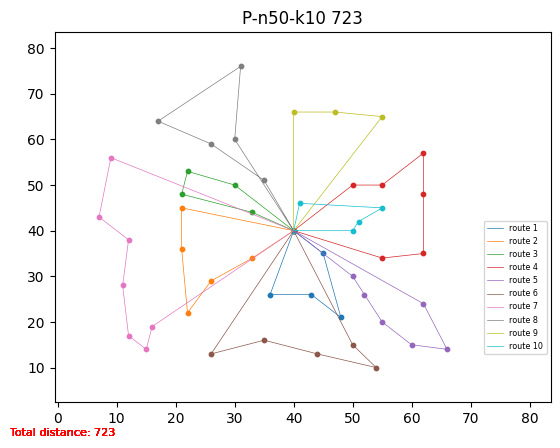 P-n50-k10 723
80
70
60
50
40
30
20
10
0 10 20 30 40 50 60 70 80
route 1
route 2
route 3
route 4
route 5
route 6
route 7
route 8
route 9
route 10
Total distance: 723